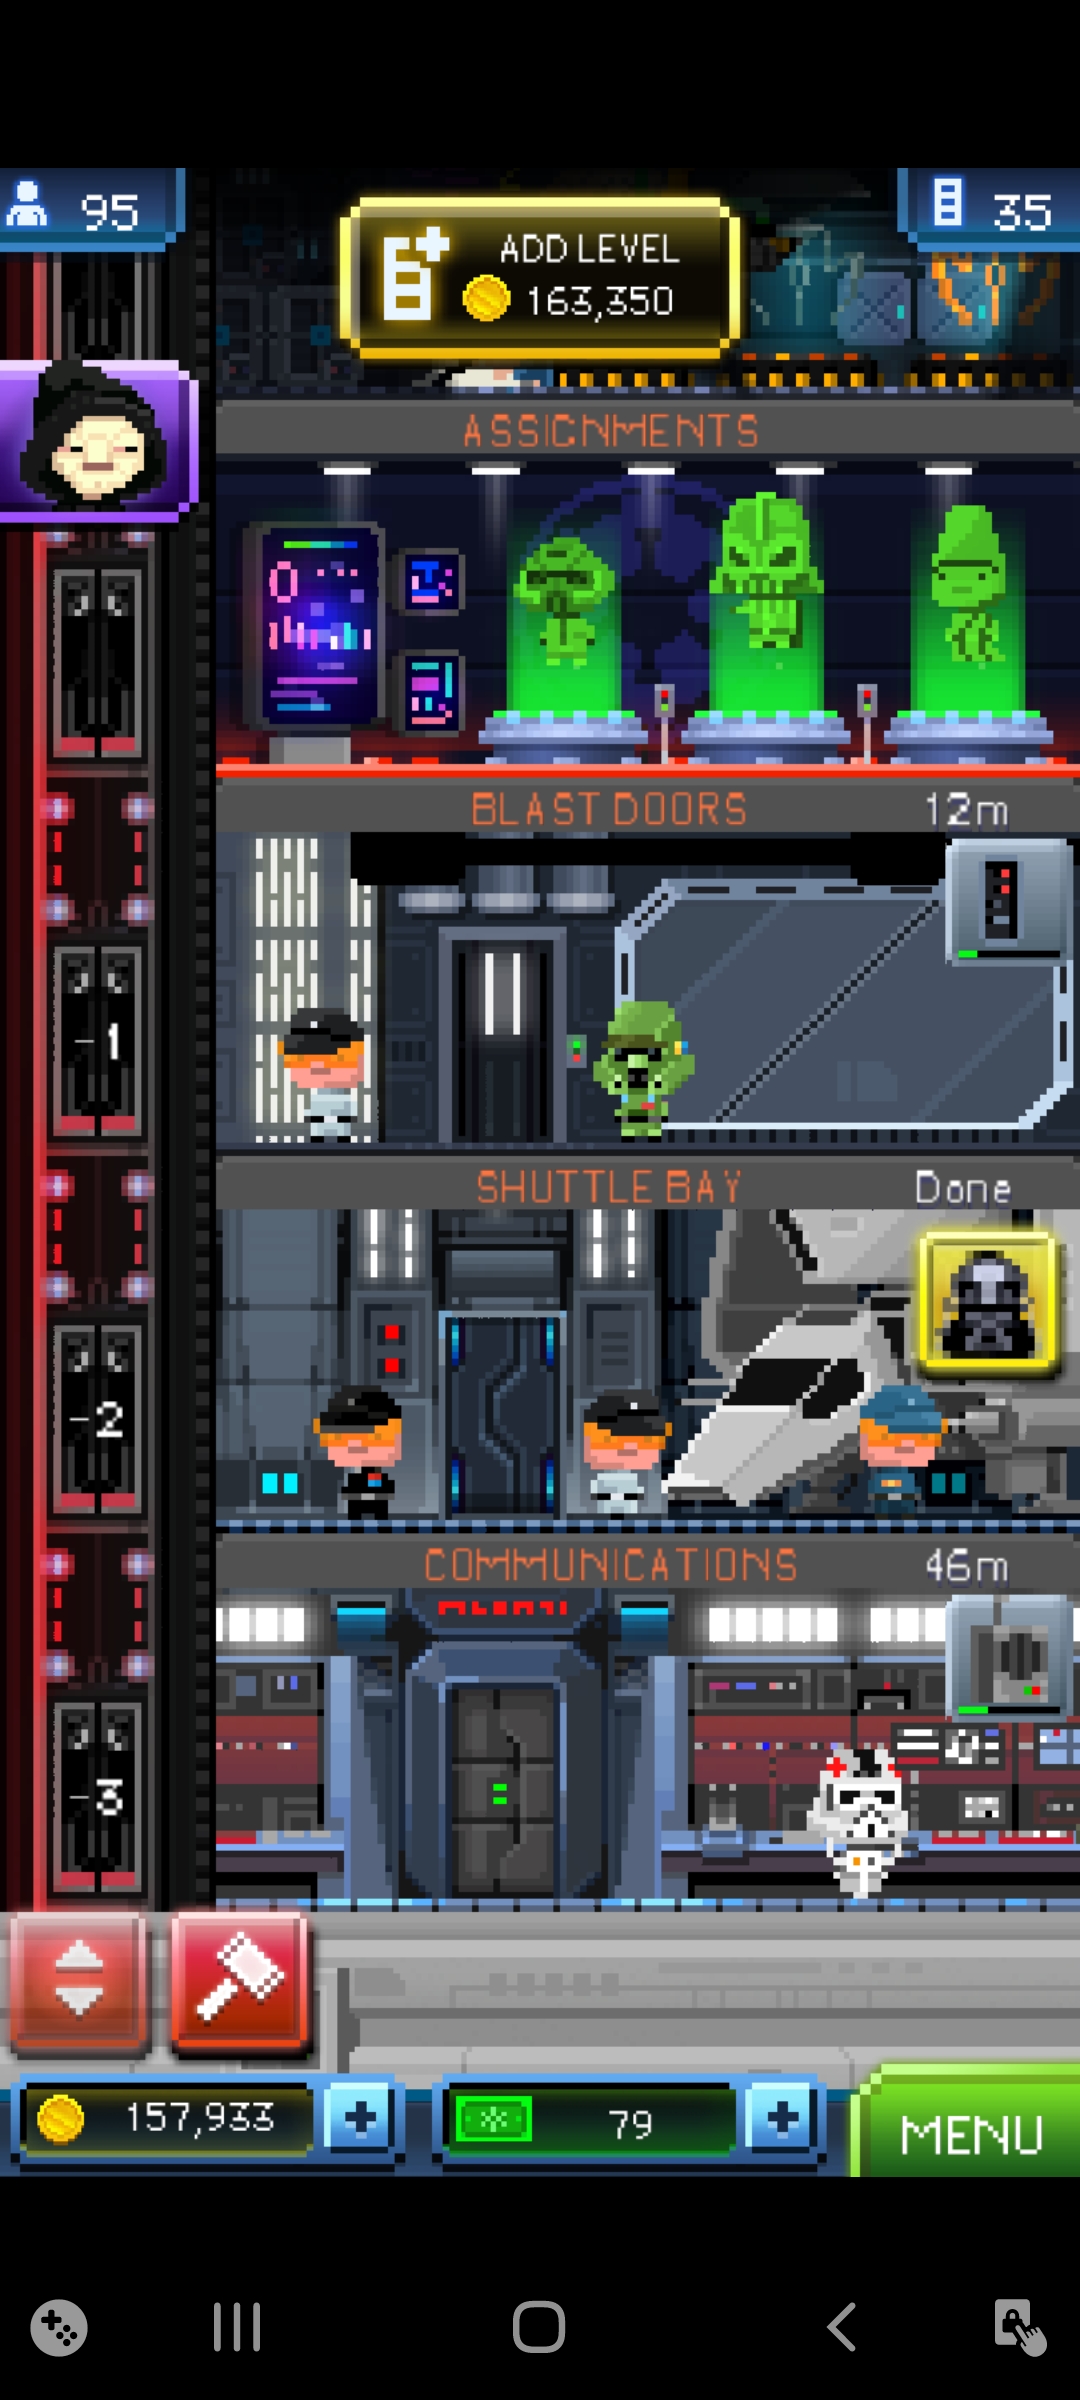 95
35
ADD LEVEL
163,350
ASSIGNMENTS
BLAST DOORS
12m
-1
SHUTTLE BAY
Done
-2
COMMUNICATIONS
46m
-3
157,933
79
MENU